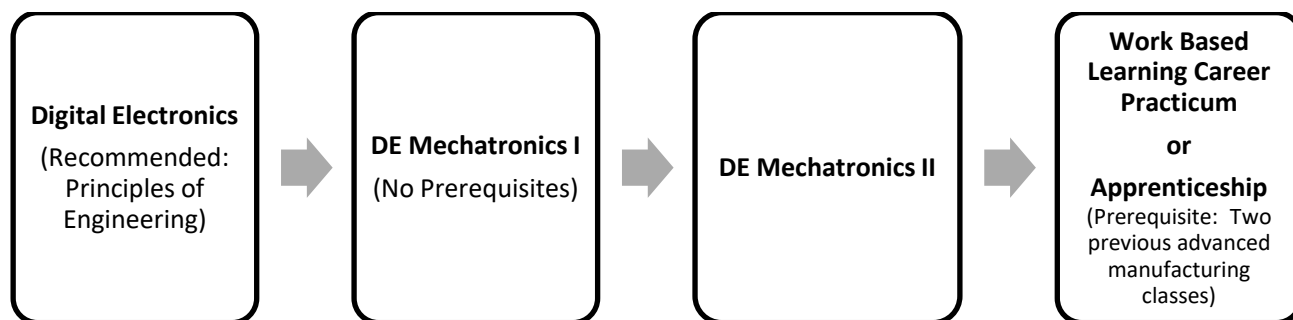 Digital Electronics
(Recommended:
Principles of
Engineering)
DE Mechatronics I
(No Prerequisites)
DE Mechatronics II
Work Based
Learning Career
Practicum
or
Apprenticeship
(Prerequisite: Two
previous advanced
manufacturing
classes)